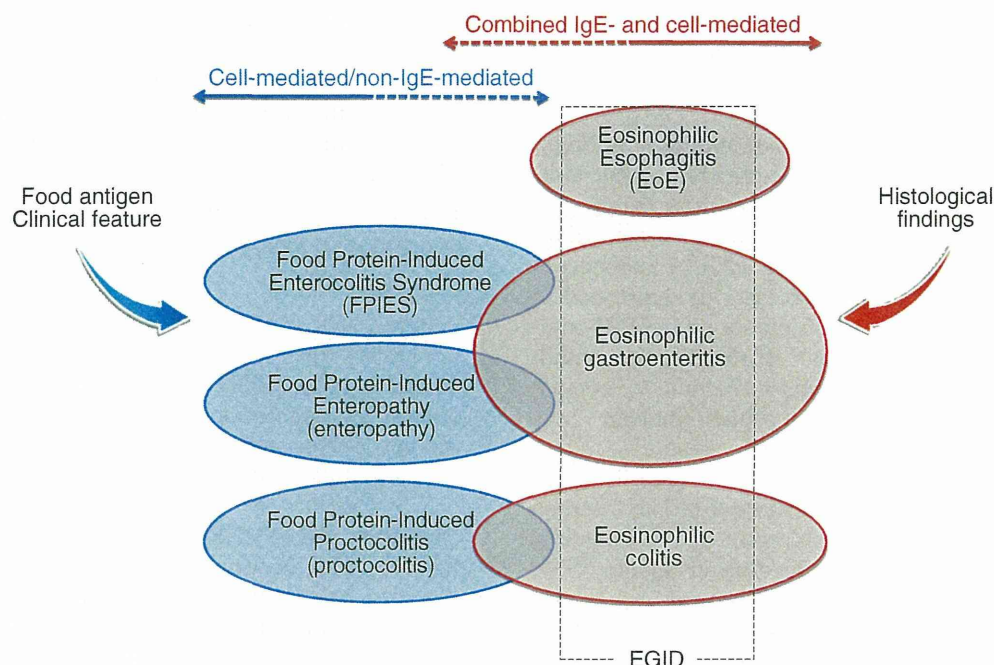 Combined IgE- and cell-mediated
Cell-mediated/non-IgE-mediated
Eosinophilic
Esophagitis
(EoE)
Food antigen
Clinical feature
Histological
findings
Food Protein-Induced
Enterocolitis Syndrome
(FPIES)
Eosinophilic
gastroenteritis
Food Protein-Induced
Enteropathy
(enteropathy)
Food Protein-Induced
Proctocolitis
(proctocolitis)
Eosinophilic
colitis
EGID